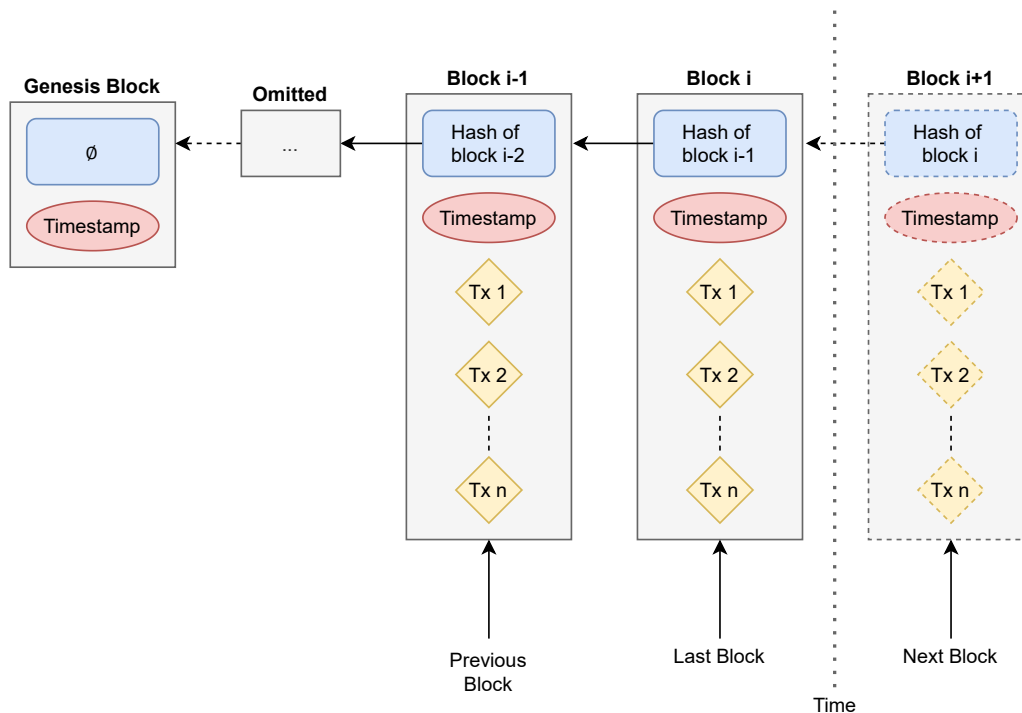 Genesis Block
∅
Timestamp
Omitted
...
Block i-1
Hash of
block i-2
Timestamp
Tx 1
Tx 2
Tx n
Previous
Block
Block i
Hash of
block i-1
Timestamp
Tx 1
Tx 2
Tx n
Last Block
Time
Block i+1
Hash of
block i
Timestamp
Tx 1
Tx 2
Tx n
Next Block